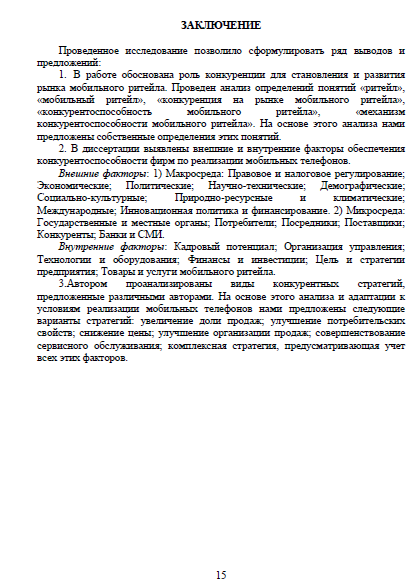 ЗАКЛЮЧЕНИЕ
Проведенное исследование позволило сформулировать ряд выводов и
предложений:
1. В работе обоснована роль конкуренции для становления и развития
рынка мобильного ритейла. Проведен анализ определений понятий «ритейл»,
«мобильный ритейл», «конкуренция на рынке мобильного ритейла»,
«конкурентоспособность мобильного ритейла», «механизм
конкурентоспособности мобильного ритейла». На основе этого анализа нами
предложены собственные определения этих понятий.
2. В диссертации выявлены внешние и внутренние факторы обеспечения
конкурентоспособности фирм по реализации мобильных телефонов.
Внешние факторы: 1) Макросреда: Правовое и налоговое регулирование;
Экономические; Политические; Научно-технические; Демографические;
Социально-культурные; Природно-ресурсные и климатические;
Международные; Инновационная политика и финансирование. 2) Микросреда:
Государственные и местные органы; Потребители; Посредники; Поставщики;
Конкуренты; Банки и СМИ.
Внутренние факторы: Кадровый потенциал; Организация управления;
Технологии и оборудования; Финансы и инвестиции; Цель и стратегии
предприятия; Товары и услуги мобильного ритейла.
3.Автором проанализированы виды конкурентных стратегий,
предложенные различными авторами. На основе этого анализа и адаптации к
условиям реализации мобильных телефонов нами предложены следующие
варианты стратегий: увеличение доли продаж; улучшение потребительских
свойств; снижение цены; улучшение организации продаж; совершенствование
сервисного обслуживания; комплексная стратегия, предусматривающая учет
всех этих факторов.
15